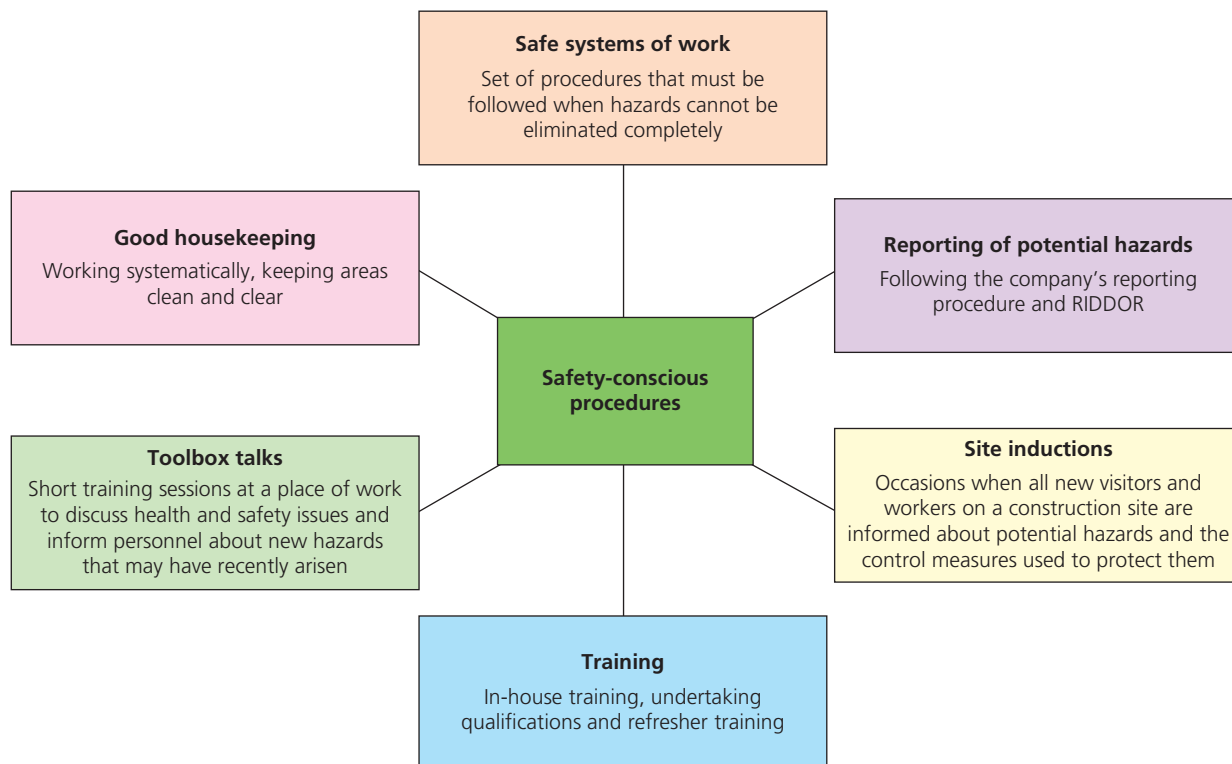 Safe systems of work
Set of procedures that must be
followed when hazards cannot be
eliminated completely
Good housekeeping
Working systematically, keeping areas
clean and clear
Reporting of potential hazards
Following the company’s reporting
procedure and RIDDOR
Safety-conscious
procedures
Toolbox talks
Short training sessions at a place of work
to discuss health and safety issues and
inform personnel about new hazards
that may have recently arisen
Site inductions
Occasions when all new visitors and
workers on a construction site are
informed about potential hazards and the
control measures used to protect them
Training
In-house training, undertaking
qualifications and refresher training